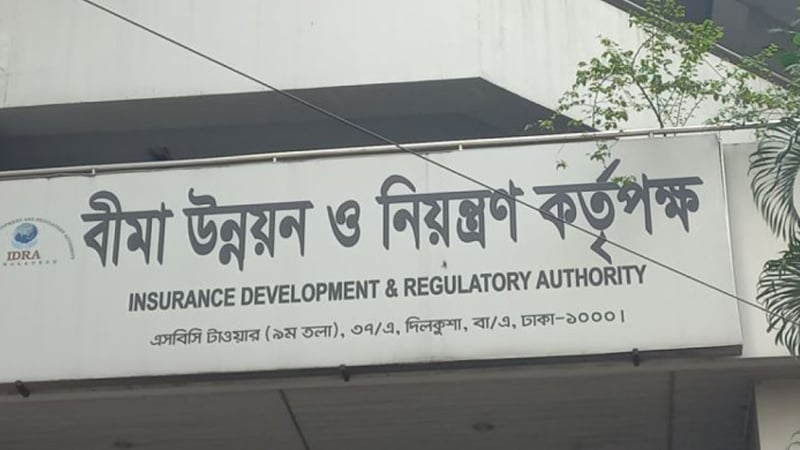 বীমা উন্নয়ন ও নিয়ন্ত্রণ কর্তৃপক্ষ
IDRA
INSURANCE DEVELOPMENT & REGULATORY AUTHORITY
এসবিসি টাওয়ার (৯ম তলা), ৩৭/এ, দিলকুশা, বা/এ, ঢাকা-১০০০।